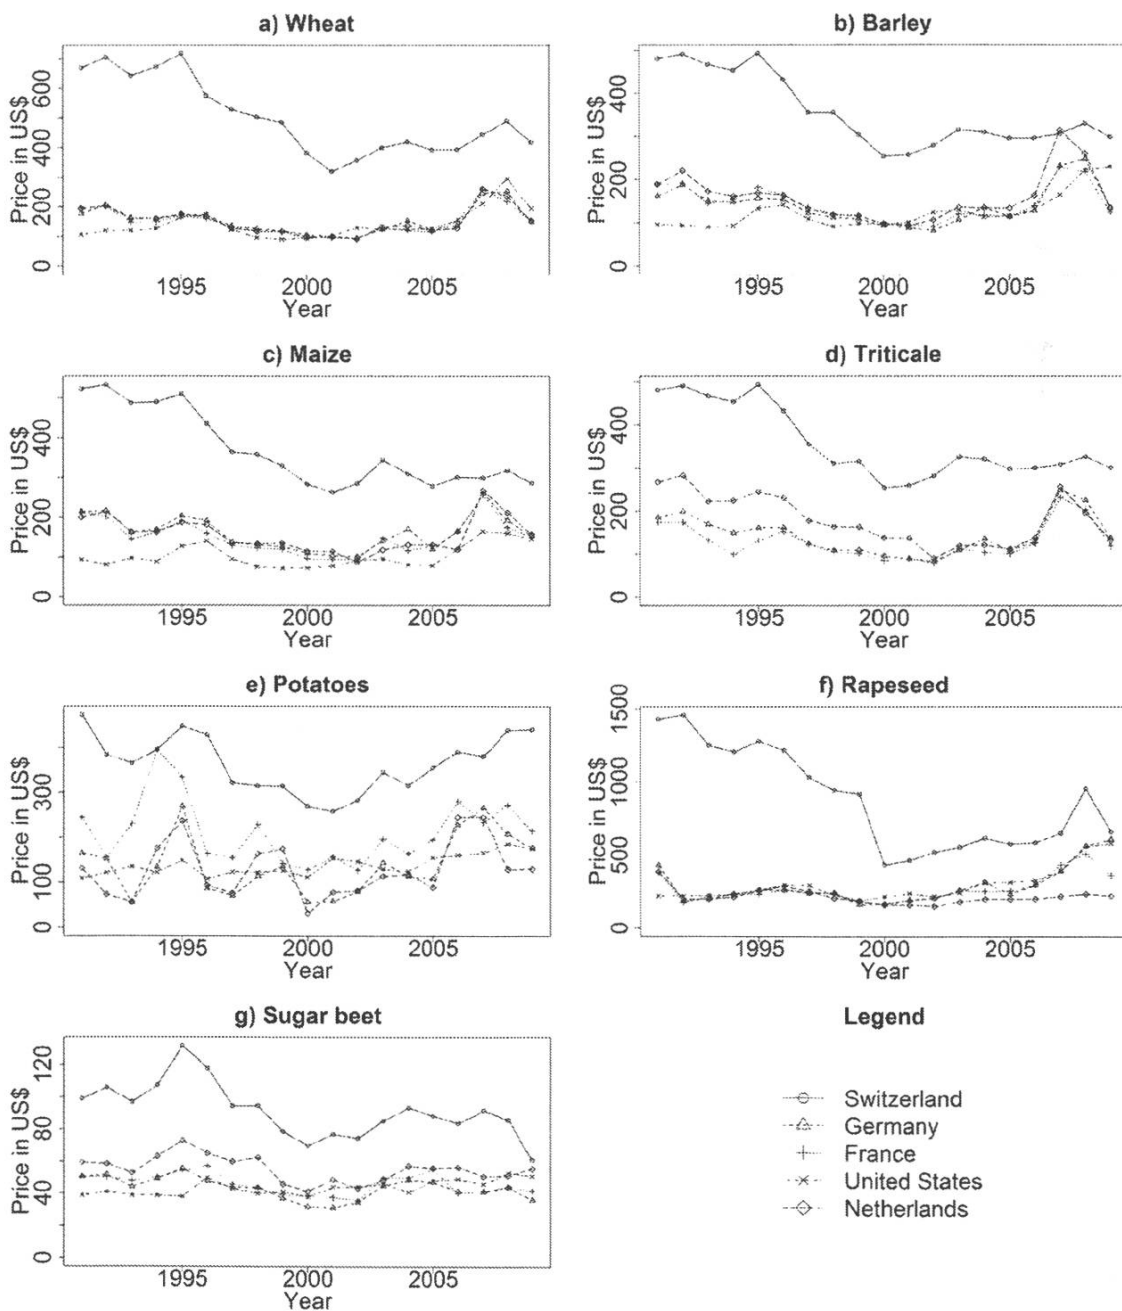 a) Wheat
Price in US$
0
200
400
600
1995
2000
2005
Year
b) Barley
Price in US$
0
200
400
1995
2000
2005
Year
c) Maize
Price in US$
0
200
400
1995
2000
2005
Year
d) Triticale
Price in US$
0
200
400
1995
2000
2005
Year
e) Potatoes
Price in US$
0
100
300
1995
2000
2005
Year
f) Rapeseed
Price in US$
0
500
1000
1500
1995
2000
2005
Year
g) Sugar beet
Price in US$
0
40
80
120
1995
2000
2005
Year
Legend
Switzerland
Germany
France
United States
Netherlands